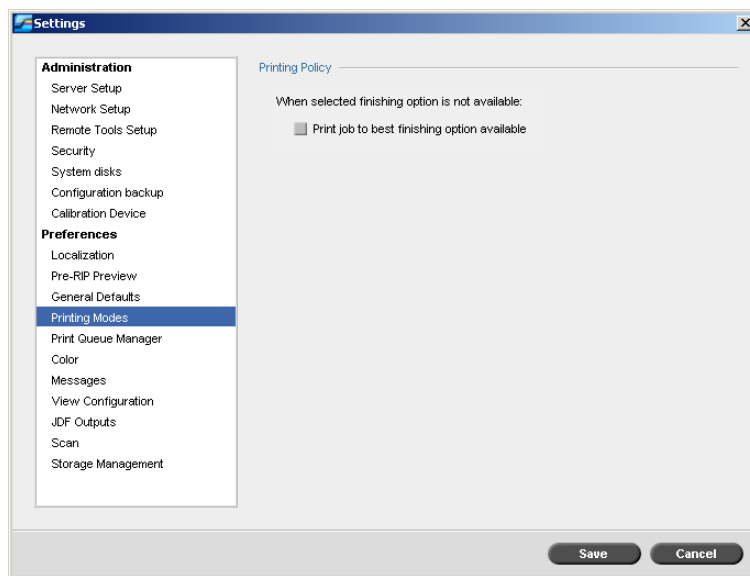 Settings
Administration
Server Setup
Network Setup
Remote Tools Setup
Security
System disks
Configuration backup
Calibration Device
Preferences
Localization
Pre-RIP Preview
General Defaults
Printing Modes
Print Queue Manager
Color
Messages
View Configuration
JDF Outputs
Scan
Storage Management
Printing Policy
When selected finishing option is not available:
Print job to best finishing option available
Save
Cancel